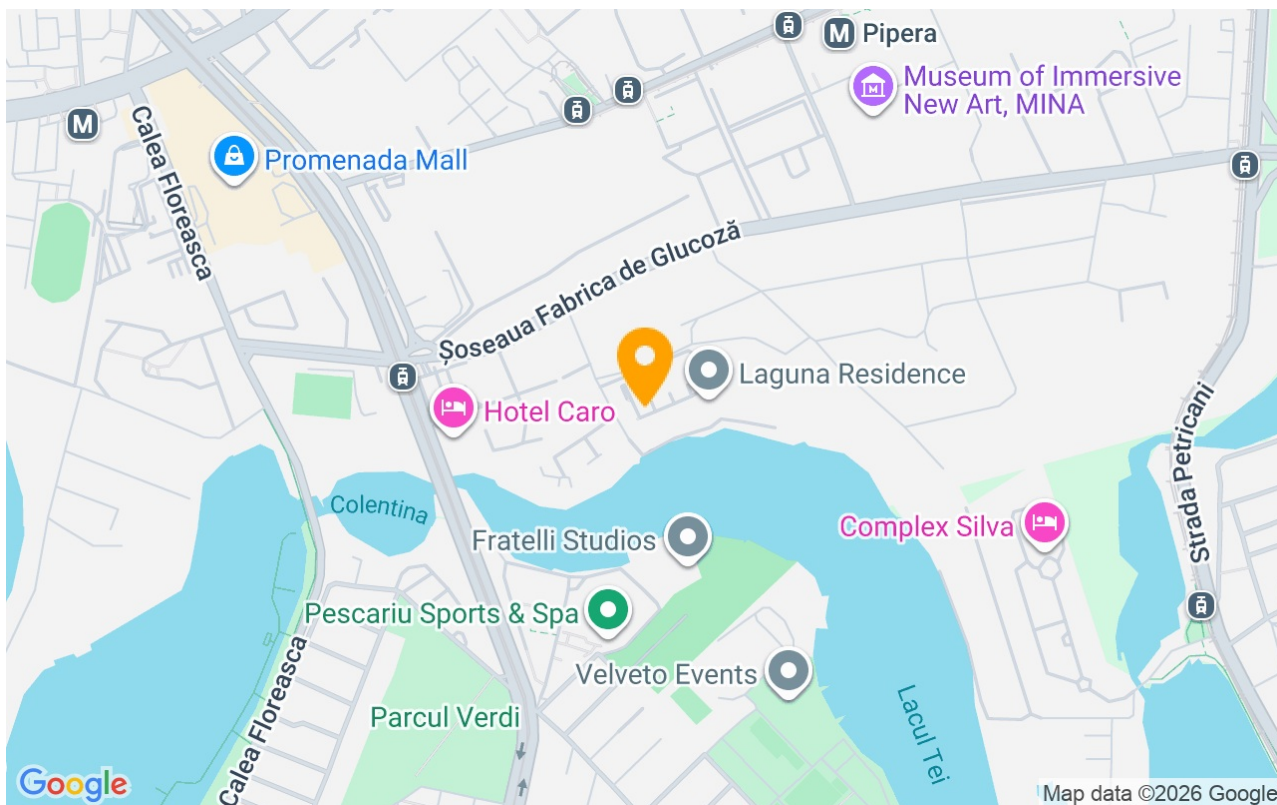 Pipera
M
Museum of Immersive
New Art, MINA
M
M
Promenada Mall
Calea Floreasca
Șoseaua Fabrica de Glucoză
Laguna Residence
Hotel Caro
Strada Petricani
Colentina
Fratelli Studios
Complex Silva
Pescariu Sports & Spa
Velveto Events
Calea Floreasca
Parcul Verdi
Lacul Tei
Google
Map data ©2026 Google